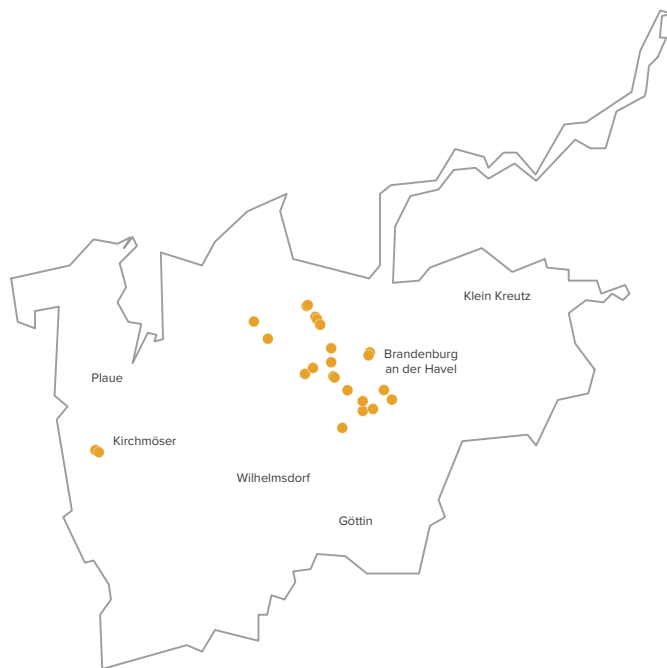 Klein Kreutz
Brandenburg
an der Havel
Plaue
Kirchmöser
Wilhelmsdorf
Göttin